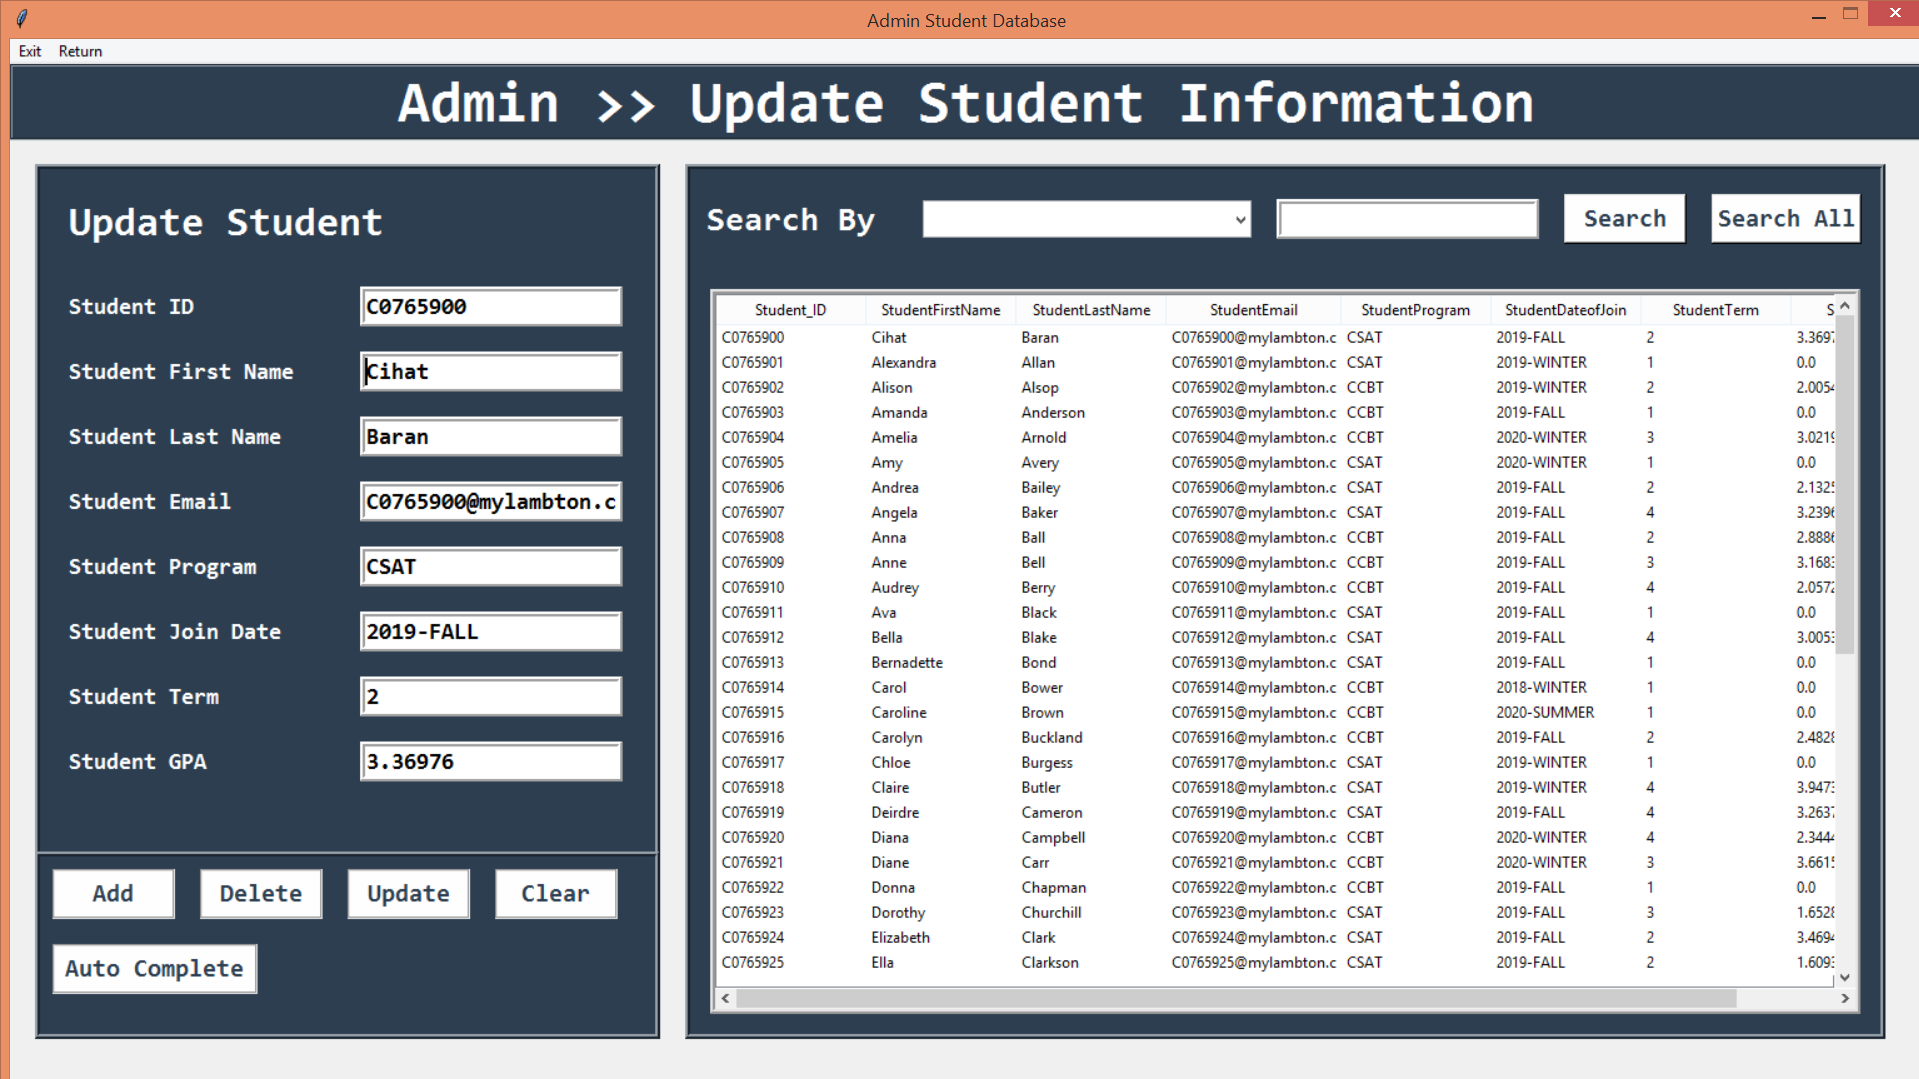 Admin Student Database
Exit Return
Admin >> Update Student Information
Update Student
Student ID C0765900
Student First Name Cihat
Student Last Name Baran
Student Email C0765900@mylambton.c
Student Program CSAT
Student Join Date 2019-FALL
Student Term 2
Student GPA 3.36976
Add Delete Update Clear
Auto Complete
Search By Search Search All
Student_ID StudentFirstName StudentLastName StudentEmail StudentProgram StudentDateofJoin StudentTerm S
C0765900 Cihat Baran C0765900@mylambton.c CSAT 2019-FALL 2 3.3697
C0765901 Alexandra Allan C0765901@mylambton.c CSAT 2019-WINTER 1 0.0
C0765902 Alison Alsop C0765902@mylambton.c CCBT 2019-WINTER 2 2.0054
C0765903 Amanda Anderson C0765903@mylambton.c CCBT 2019-FALL 1 0.0
C0765904 Amelia Arnold C0765904@mylambton.c CCBT 2020-WINTER 3 3.0219
C0765905 Amy Avery C0765905@mylambton.c CSAT 2020-WINTER 1 0.0
C0765906 Andrea Bailey C0765906@mylambton.c CSAT 2019-FALL 2 2.1325
C0765907 Angela Baker C0765907@mylambton.c CSAT 2019-FALL 4 3.2396
C0765908 Anna Ball C0765908@mylambton.c CCBT 2019-FALL 2 2.8886
C0765909 Anne Bell C0765909@mylambton.c CCBT 2019-FALL 3 3.1683
C0765910 Audrey Berry C0765910@mylambton.c CCBT 2019-FALL 4 2.0572
C0765911 Ava Black C0765911@mylambton.c CSAT 2019-FALL 1 0.0
C0765912 Bella Blake C0765912@mylambton.c CSAT 2019-FALL 4 3.0053
C0765913 Bernadette Bond C0765913@mylambton.c CSAT 2019-FALL 1 0.0
C0765914 Carol Bower C0765914@mylambton.c CCBT 2018-WINTER 1 0.0
C0765915 Caroline Brown C0765915@mylambton.c CCBT 2020-SUMMER 1 0.0
C0765916 Carolyn Buckland C0765916@mylambton.c CCBT 2019-FALL 2 2.4828
C0765917 Chloe Burgess C0765917@mylambton.c CSAT 2019-WINTER 1 0.0
C0765918 Claire Butler C0765918@mylambton.c CSAT 2019-WINTER 4 3.9473
C0765919 Deirdre Cameron C0765919@mylambton.c CSAT 2019-FALL 4 3.2637
C0765920 Diana Campbell C0765920@mylambton.c CCBT 2020-WINTER 4 2.3444
C0765921 Diane Carr C0765921@mylambton.c CCBT 2020-WINTER 3 3.6615
C0765922 Donna Chapman C0765922@mylambton.c CCBT 2019-FALL 1 0.0
C0765923 Dorothy Churchill C0765923@mylambton.c CSAT 2019-FALL 3 1.6528
C0765924 Elizabeth Clark C0765924@mylambton.c CSAT 2019-FALL 2 3.4694
C0765925 Ella Clarkson C0765925@mylambton.c CSAT 2019-FALL 2 1.6093